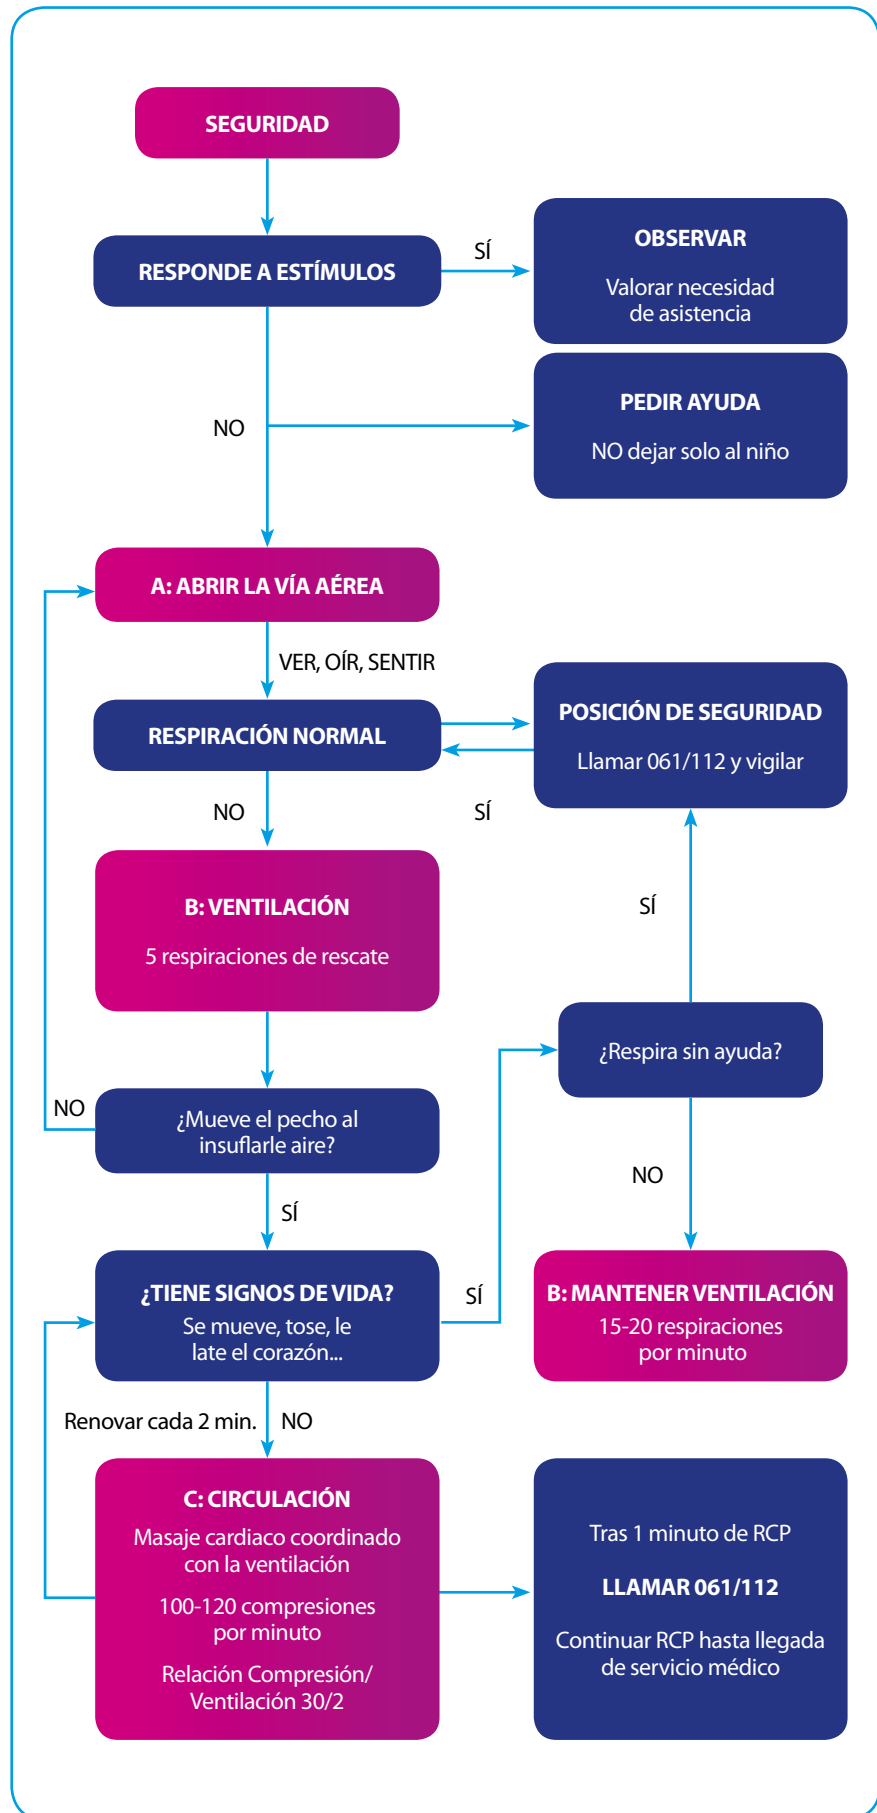 SEGURIDAD
RESPONDE A ESTÍMULOS
SÍ
OBSERVAR
Valorar necesidad
de asistencia
PEDIR AYUDA
NO dejar solo al niño
NO
A: ABRIR LA VÍA AÉREA
VER, OÍR, SENTIR
RESPIRACIÓN NORMAL
POSICIÓN DE SEGURIDAD
Llamar 061/112 y vigilar
NO
SÍ
B: VENTILACIÓN
5 respiraciones de rescate
SÍ
¿Respira sin ayuda?
NO
¿Mueve el pecho al
insuflarle aire?
NO
SÍ
¿TIENE SIGNOS DE VIDA?
Se mueve, tose, le
late el corazón...
SÍ
B: MANTENER VENTILACIÓN
15-20 respiraciones
por minuto
Renovar cada 2 min.
NO
C: CIRCULACIÓN
Masaje cardiaco coordinado
con la ventilación
100-120 compresiones
por minuto
Relación Compresión/
Ventilación 30/2
Tras 1 minuto de RCP
LLAMAR 061/112
Continuar RCP hasta llegada
de servicio médico